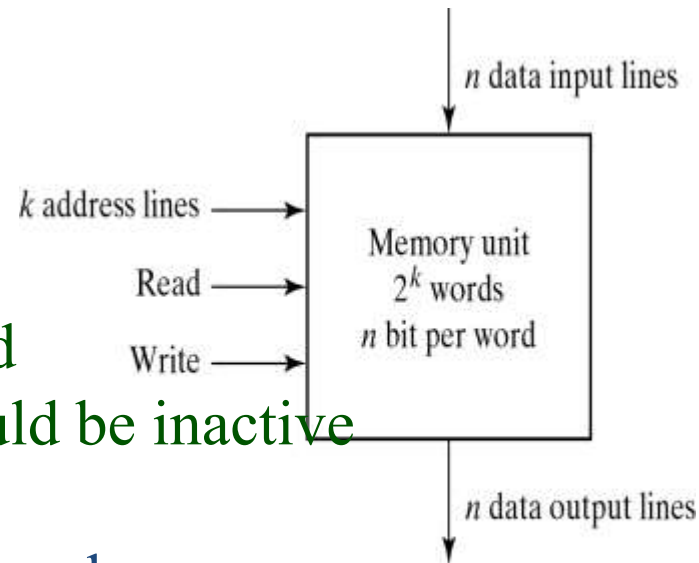 n data input lines
k address lines
Read
Write
Memory unit
2^k words
n bit per word
be inactive
n data output lines